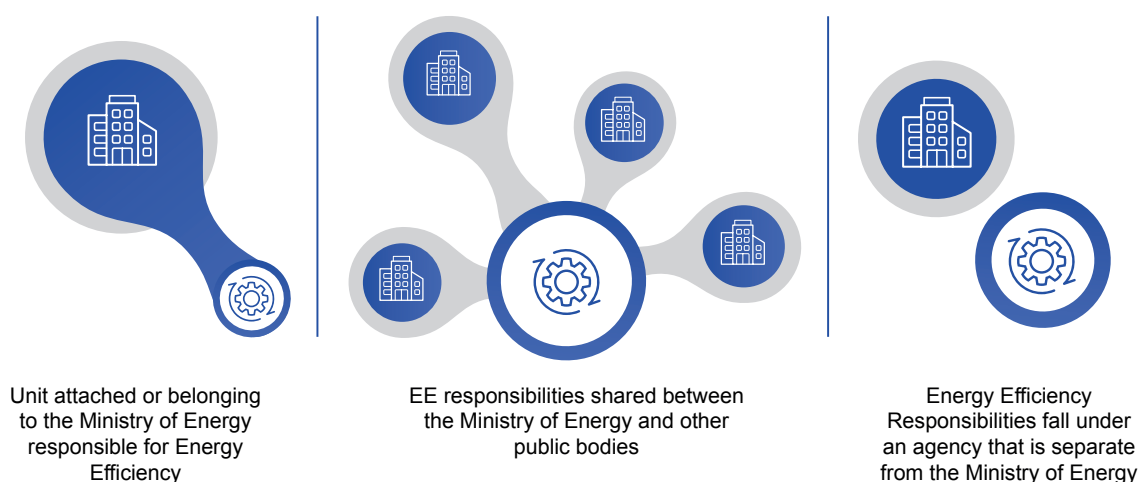 Unit attached or belonging
to the Ministry of Energy
responsible for Energy
Efficiency
EE responsibilities shared between
the Ministry of Energy and other
public bodies
Energy Efficiency
Responsibilities fall under
an agency that is separate
from the Ministry of Energy